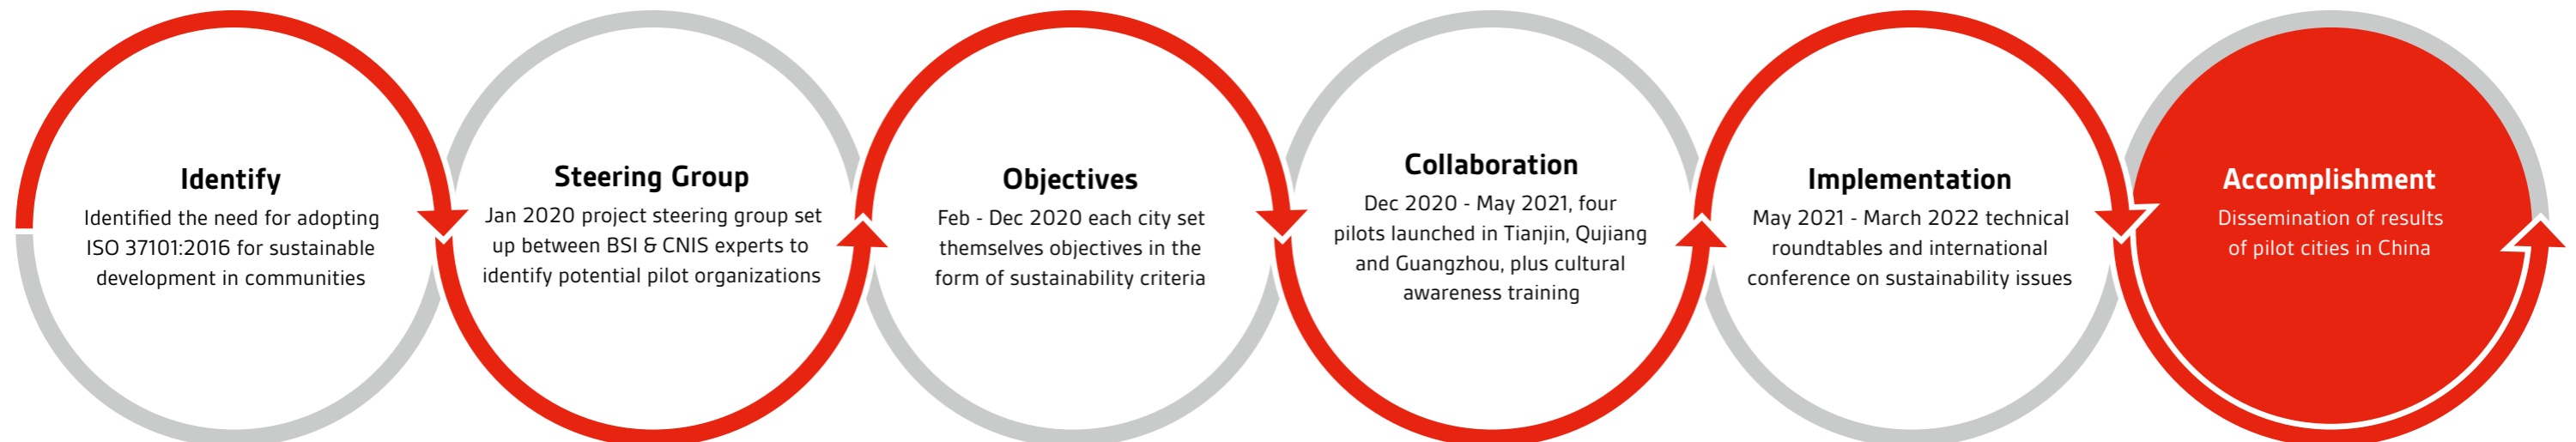 Identify
Identified the need for adopting
ISO 37101:2016 for sustainable
development in communities
Steering Group
Jan 2020 project steering group set
up between BSI & CNIS experts to
identify potential pilot organizations
Objectives
Feb - Dec 2020 each city set
themselves objectives in the
form of sustainability criteria
Collaboration
Dec 2020 - May 2021, four
pilots launched in Tianjin, Qujiang
and Guangzhou, plus cultural
awareness training
Implementation
May 2021 - March 2022 technical
roundtables and international
conference on sustainability issues
Accomplishment
Dissemination of results
of pilot cities in China